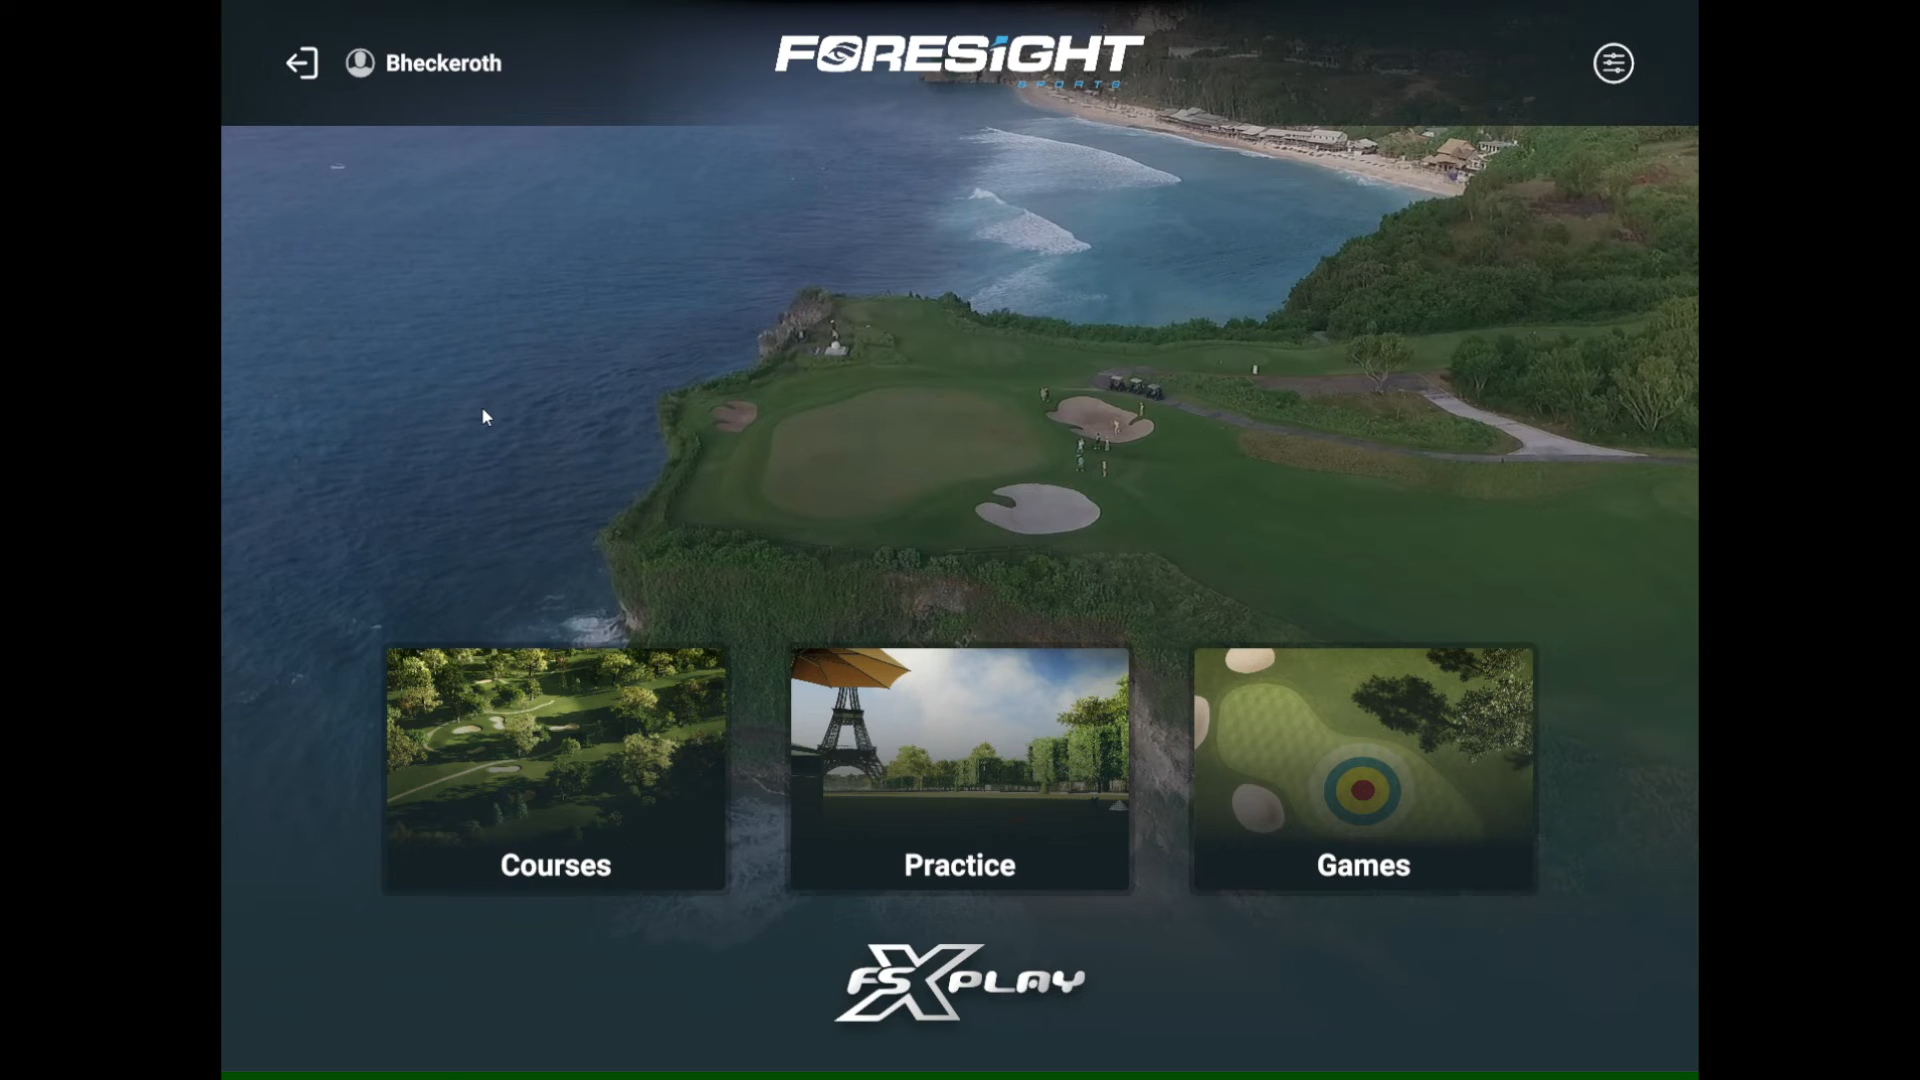 Bheckeroth
FORESIGHT
SPORTS
Courses
Practice
Games
FSX PLAY